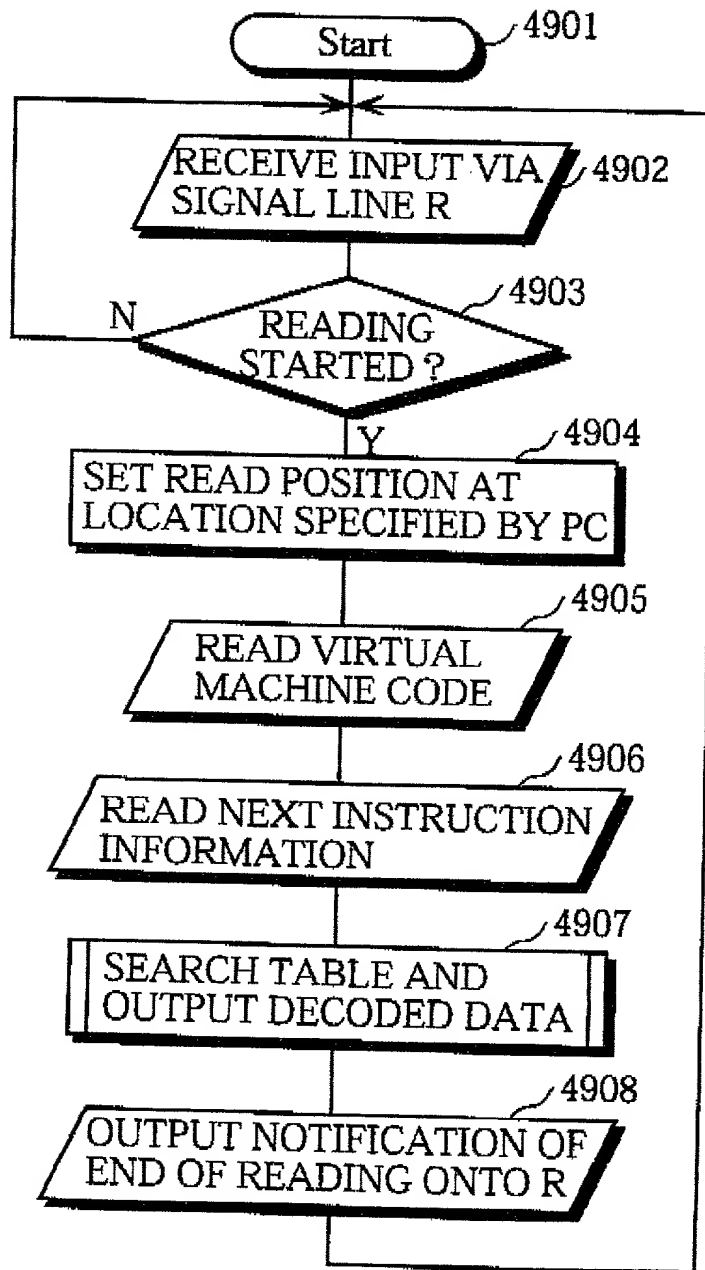 Start
4901
RECEIVE INPUT VIA
SIGNAL LINE R
4902
4903
N
READING
STARTED ?
Y
4904
SET READ POSITION AT
LOCATION SPECIFIED BY PC
4905
READ VIRTUAL
MACHINE CODE
4906
READ NEXT INSTRUCTION
INFORMATION
4907
SEARCH TABLE AND
OUTPUT DECODED DATA
4908
OUTPUT NOTIFICATION OF
END OF READING ONTO R